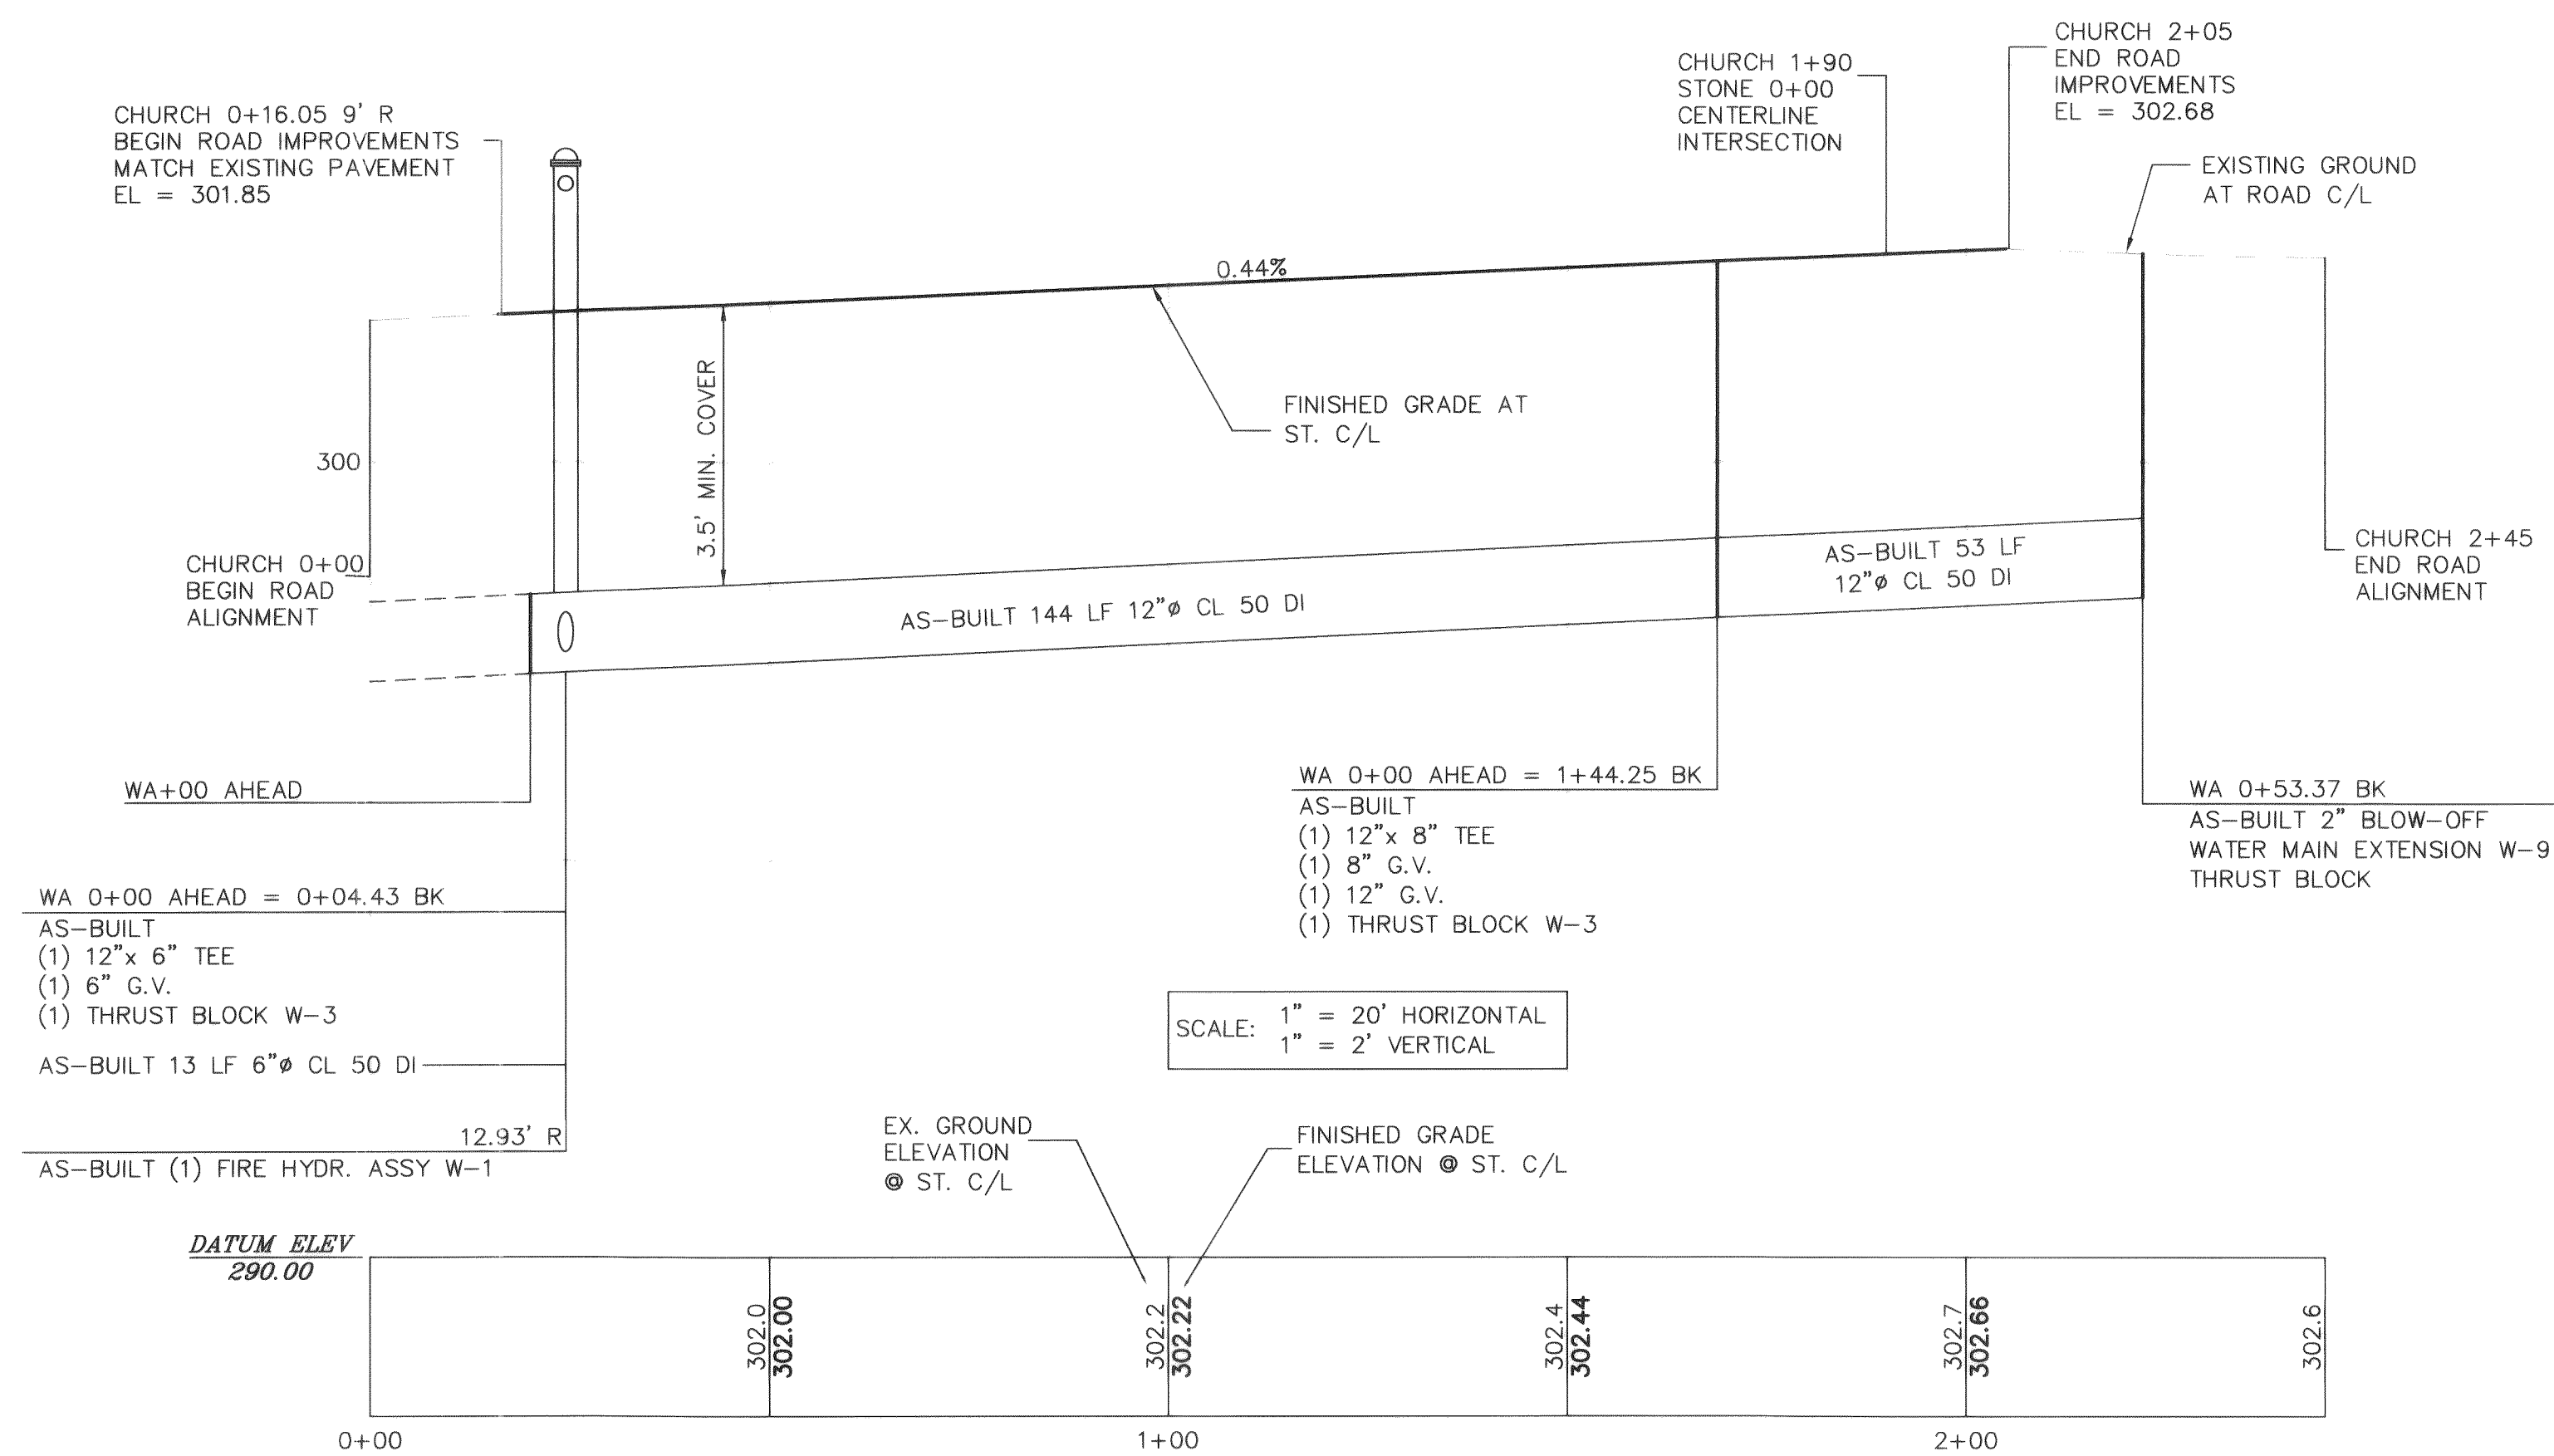 CHURCH 0+16.05 9' R
BEGIN ROAD IMPROVEMENTS
MATCH EXISTING PAVEMENT
EL = 301.85
CHURCH 1+90
STONE 0+00
CENTERLINE
INTERSECTION
CHURCH 2+05
END ROAD
IMPROVEMENTS
EL = 302.68
EXISTING GROUND
AT ROAD C/L
0.44%
3.5' MIN. COVER
FINISHED GRADE AT
ST. C/L
300
CHURCH 0+00
BEGIN ROAD
ALIGNMENT
AS-BUILT 144 LF 12"ø CL 50 DI
AS-BUILT 53 LF
12"ø CL 50 DI
CHURCH 2+45
END ROAD
ALIGNMENT
WA+00 AHEAD
WA 0+00 AHEAD = 0+04.43 BK
AS-BUILT
(1) 12"x 6" TEE
(1) 6" G.V.
(1) THRUST BLOCK W-3
AS-BUILT 13 LF 6"ø CL 50 DI
12.93' R
AS-BUILT (1) FIRE HYDR. ASSY W-1
WA 0+00 AHEAD = 1+44.25 BK
AS-BUILT
(1) 12"x 8" TEE
(1) 8" G.V.
(1) 12" G.V.
(1) THRUST BLOCK W-3
WA 0+53.37 BK
AS-BUILT 2" BLOW-OFF
WATER MAIN EXTENSION W-9
THRUST BLOCK
SCALE:
1" = 20' HORIZONTAL
1" = 2' VERTICAL
EX. GROUND
ELEVATION
@ ST. C/L
FINISHED GRADE
ELEVATION @ ST. C/L
DATUM ELEV
290.00
302.0
302.00
302.2
302.22
302.4
302.44
302.7
302.66
302.6
0+00
1+00
2+00